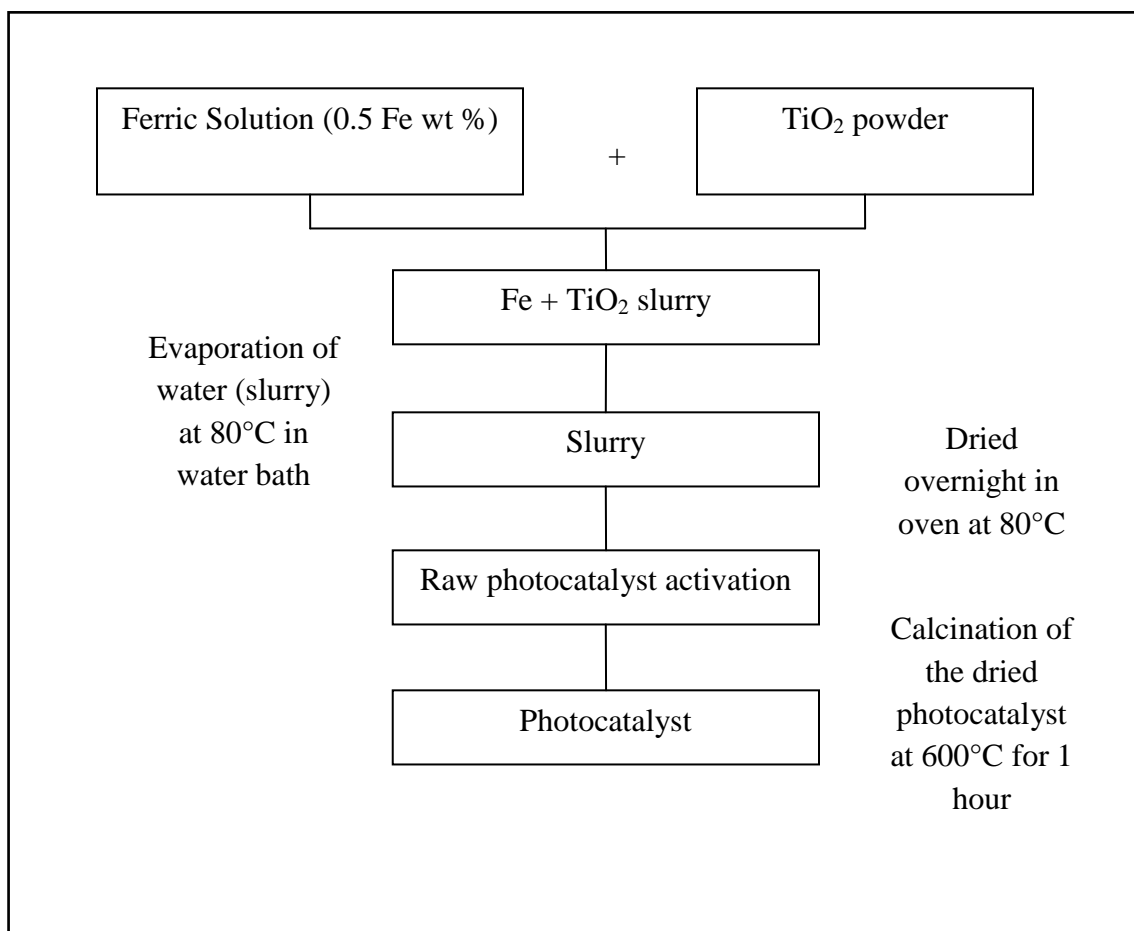 Ferric Solution (0.5 Fe wt %)
+
TiO₂ powder
Fe + TiO₂ slurry
Evaporation of
water (slurry)
at 80°C in
water bath
Slurry
Dried
overnight in
oven at 80°C
Raw photocatalyst activation
Calcination of
the dried
photocatalyst
at 600°C for 1
hour
Photocatalyst